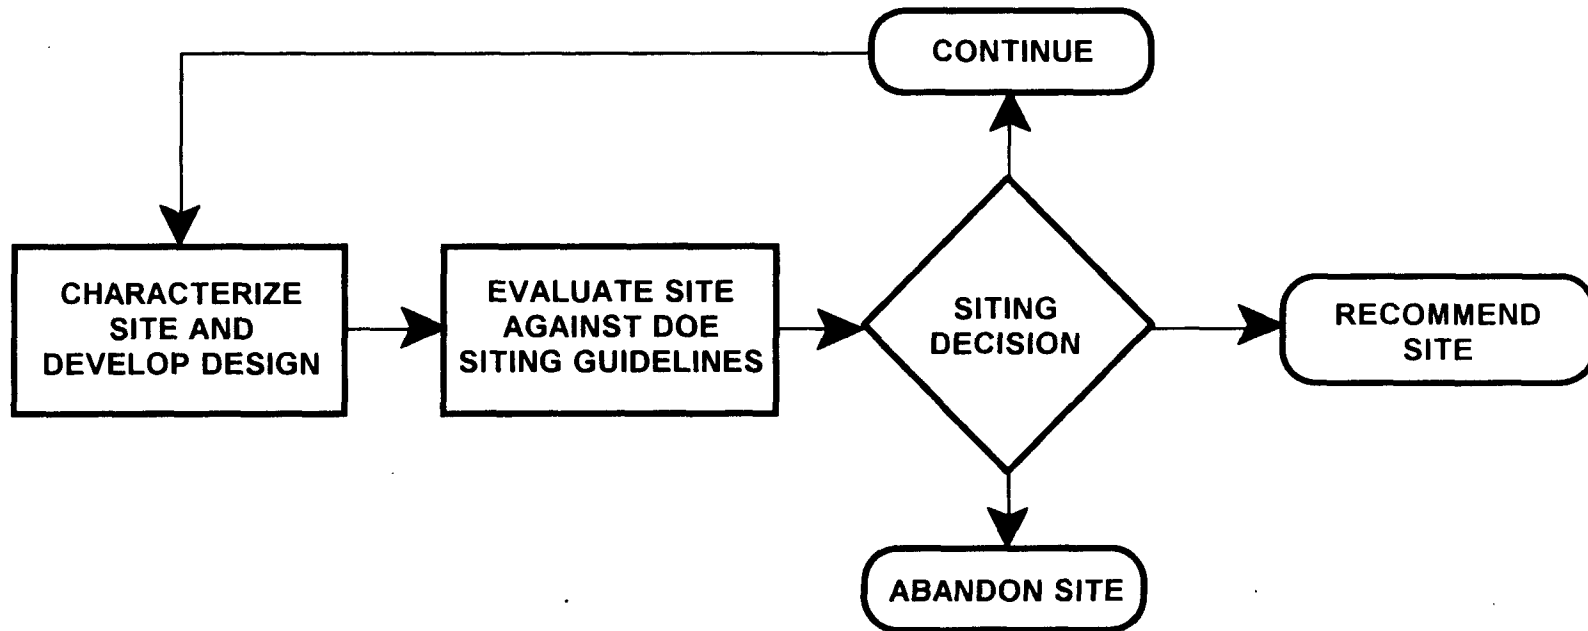 CONTINUE
CHARACTERIZE
SITE AND
DEVELOP DESIGN
EVALUATE SITE
AGAINST DOE
SITING GUIDELINES
SITING
DECISION
RECOMMEND
SITE
ABANDON SITE